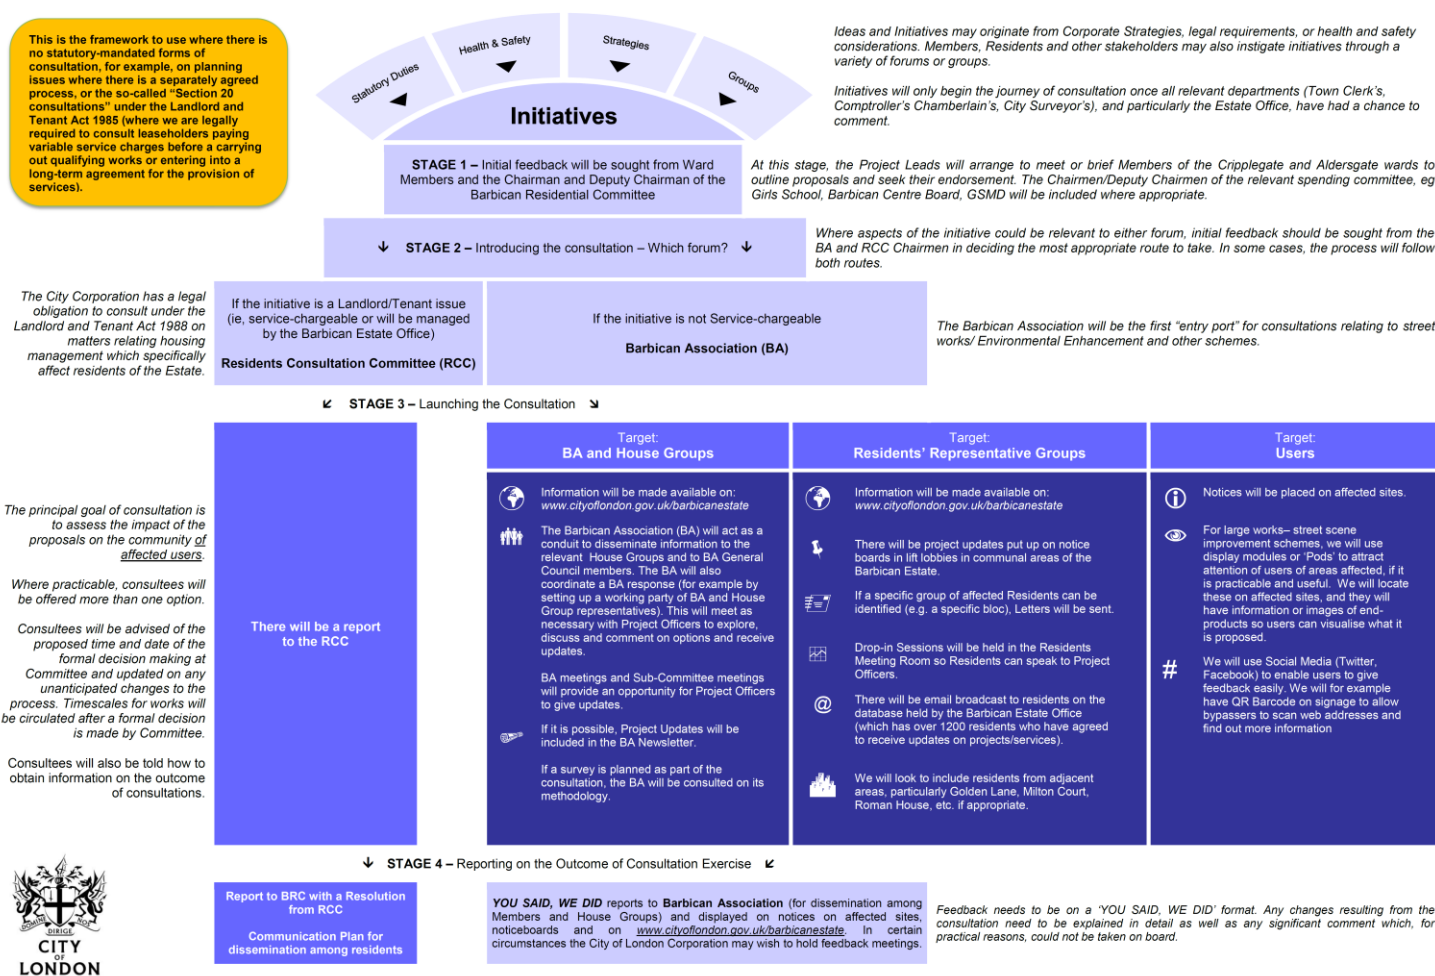 This is the framework to use where there is
no statutory-mandated forms of
consultation, for example, on planning
issues where there is a separately agreed
process, or the so-called “Section 20
consultations” under the Landlord and
Tenant Act 1985 (where we are legally
required to consult leaseholders paying
variable service charges before a carrying
out qualifying works or entering into a
long-term agreement for the provision of
services).
Statutory Duties
Health & Safety
Strategies
Groups
Initiatives
Ideas and Initiatives may originate from Corporate Strategies, legal requirements, or health and safety
considerations. Members, Residents and other stakeholders may also instigate initiatives through a
variety of forums or groups.
Initiatives will only begin the journey of consultation once all relevant departments (Town Clerk’s,
Comptroller’s Chamberlain’s, City Surveyor’s), and particularly the Estate Office, have had a chance to
comment.
STAGE 1 – Initial feedback will be sought from Ward
Members and the Chairman and Deputy Chairman of the
Barbican Residential Committee
At this stage, the Project Leads will arrange to meet or brief Members of the Cripplegate and Aldersgate wards to
outline proposals and seek their endorsement. The Chairmen/Deputy Chairmen of the relevant spending committee, eg
Girls School, Barbican Centre Board, GSMD will be included where appropriate.
STAGE 2 – Introducing the consultation – Which forum?
Where aspects of the initiative could be relevant to either forum, initial feedback should be sought from the
BA and RCC Chairmen in deciding the most appropriate route to take. In some cases, the process will follow
both routes.
The City Corporation has a legal
obligation to consult under the
Landlord and Tenant Act 1988 on
matters relating housing
management which specifically
affect residents of the Estate.
If the initiative is a Landlord/Tenant issue
(ie, service-chargeable or will be managed
by the Barbican Estate Office)
Residents Consultation Committee (RCC)
If the initiative is not Service-chargeable
Barbican Association (BA)
The Barbican Association will be the first “entry port” for consultations relating to street
works/ Environmental Enhancement and other schemes.
STAGE 3 – Launching the Consultation
The principal goal of consultation is
to assess the impact of the
proposals on the community of
affected users.
Where practicable, consultees will
be offered more than one option.
Consultees will be advised of the
proposed time and date of the
formal decision making at
Committee and updated on any
unanticipated changes to the
process. Timescales for works will
be circulated after a formal decision
is made by Committee.
Consultees will also be told how to
obtain information on the outcome
of consultations.
There will be a report
to the RCC
Target:
BA and House Groups
Information will be made available on:
www.cityoflondon.gov.uk/barbicanestate
The Barbican Association (BA) will act as a
conduit to disseminate information to the
relevant House Groups and to BA General
Council members. The BA will also
coordinate a BA response (for example by
setting up a working party of BA and House
Group representatives). This will meet as
necessary with Project Officers to explore,
discuss and comment on options and receive
updates.
BA meetings and Sub-Committee meetings
will provide an opportunity for Project Officers
to give updates.
If it is possible, Project Updates will be
included in the BA Newsletter.
If a survey is planned as part of the
consultation, the BA will be consulted on its
methodology.
Target:
Residents’ Representative Groups
Information will be made available on:
www.cityoflondon.gov.uk/barbicanestate
There will be project updates put up on notice
boards in lift lobbies in communal areas of the
Barbican Estate.
If a specific group of affected Residents can be
identified (e.g. a specific bloc), Letters will be sent.
Drop-in Sessions will be held in the Residents
Meeting Room so Residents can speak to Project
Officers.
@ There will be email broadcast to residents on the
database held by the Barbican Estate Office
(which has over 1200 residents who have agreed
to receive updates on projects/services).
We will look to include residents from adjacent
areas, particularly Golden Lane, Milton Court,
Roman House, etc. if appropriate.
Target:
Users
Notices will be placed on affected sites.
For large works– street scene
improvement schemes, we will use
display modules or ‘Pods’ to attract
attention of users of areas affected, if it
is practicable and useful. We will locate
these on affected sites, and they will
have information or images of end-
products so users can visualise what it
is proposed.
# We will use Social Media (Twitter,
Facebook) to enable users to give
feedback easily. We will for example
have QR Barcode on signage to allow
bypassers to scan web addresses and
find out more information
STAGE 4 – Reporting on the Outcome of Consultation Exercise
Report to BRC with a Resolution
from RCC
Communication Plan for
dissemination among residents
YOU SAID, WE DID reports to Barbican Association (for dissemination among
Members and House Groups) and displayed on notices on affected sites,
noticeboards and on www.cityoflondon.gov.uk/barbicanestate. In certain
circumstances the City of London Corporation may wish to hold feedback meetings.
Feedback needs to be on a ‘YOU SAID, WE DID’ format. Any changes resulting from the
consultation need to be explained in detail as well as any significant comment which, for
practical reasons, could not be taken on board.
DOMINE DIRIGE NOS
CITY
OF
LONDON